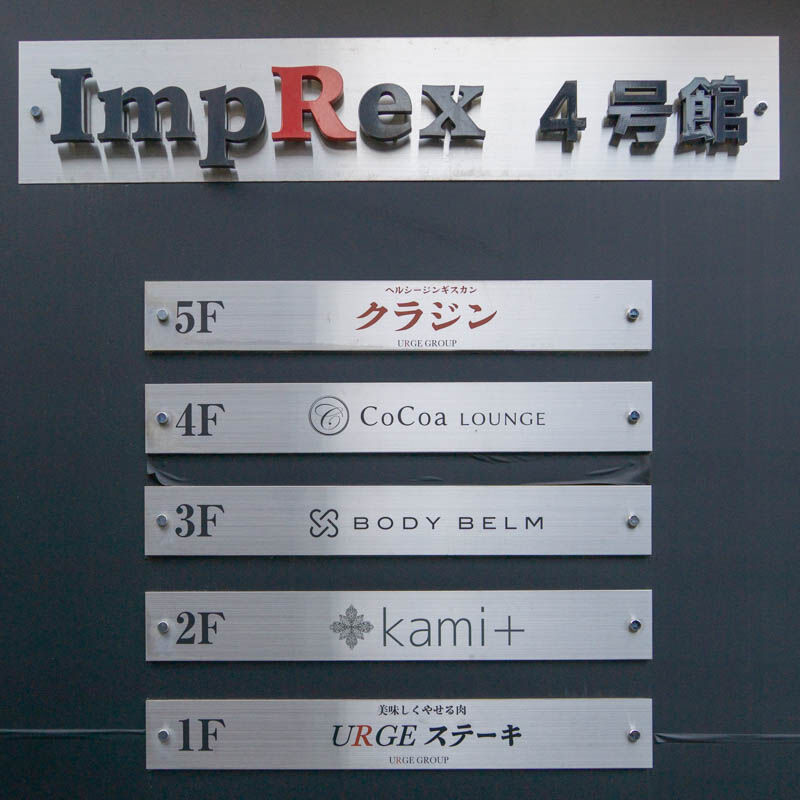 ImpRex 4号館
5F
ヘルシージンギスカン
クラジン
URGE GROUP
4F CoCoa LOUNGE
3F BODY BELM
2F kami+
1F
美味しくやせる肉
URGE ステーキ
URGE GROUP